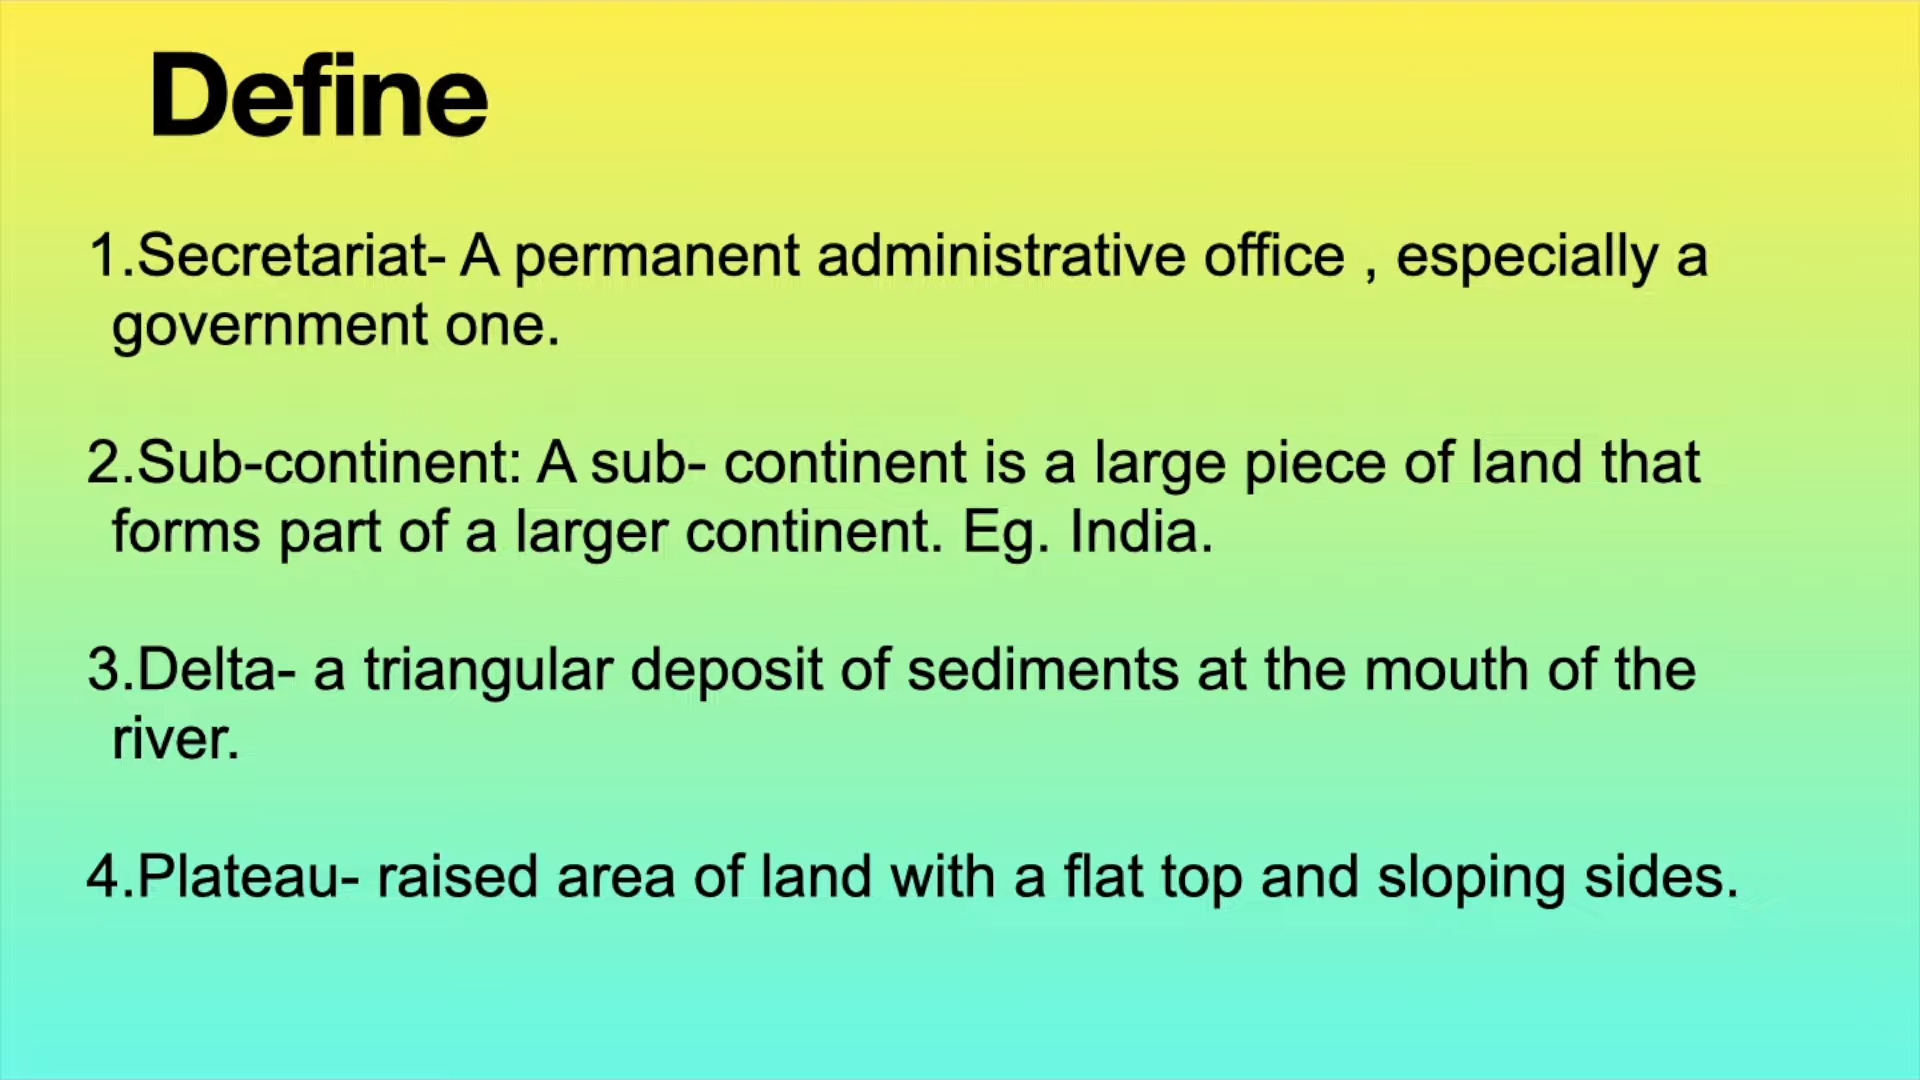 Define
1.Secretariat- A permanent administrative office , especially a
government one.
2.Sub-continent: A sub- continent is a large piece of land that
forms part of a larger continent. Eg. India.
3.Delta- a triangular deposit of sediments at the mouth of the
river.
4.Plateau- raised area of land with a flat top and sloping sides.